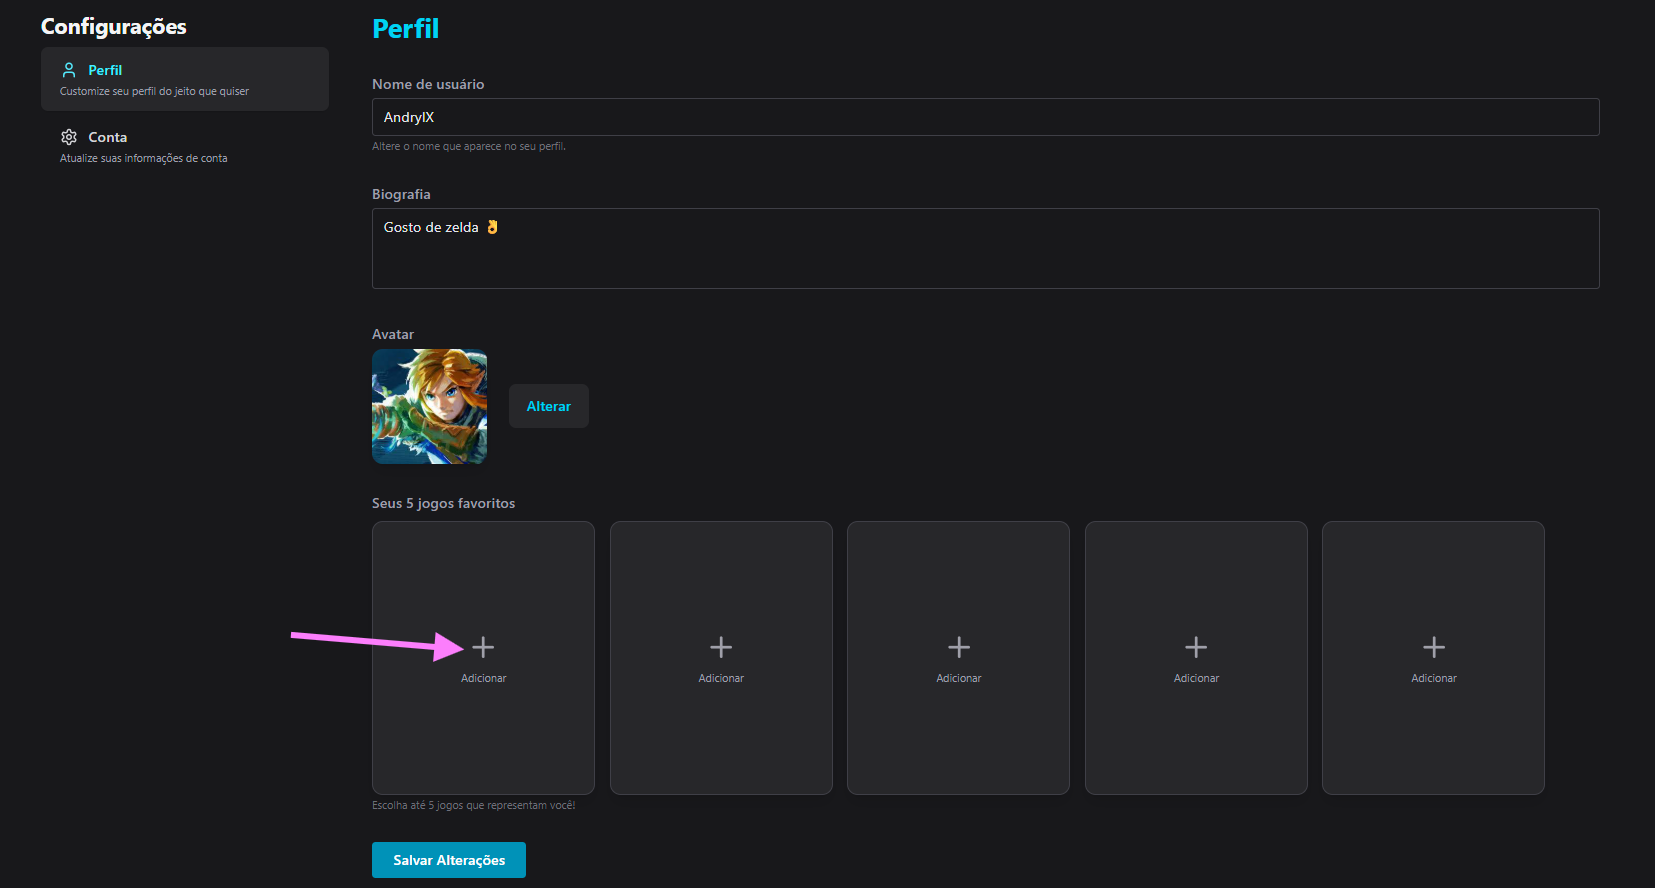 Configurações
Perfil
Customize seu perfil do jeito que quiser
Conta
Atualize suas informações de conta
Perfil
Nome de usuário
AndryIX
Altere o nome que aparece no seu perfil.
Biografia
Gosto de zelda 👌
Avatar
Alterar
Seus 5 jogos favoritos
Adicionar
Adicionar
Adicionar
Adicionar
Adicionar
Escolha até 5 jogos que representam você!
Salvar Alterações